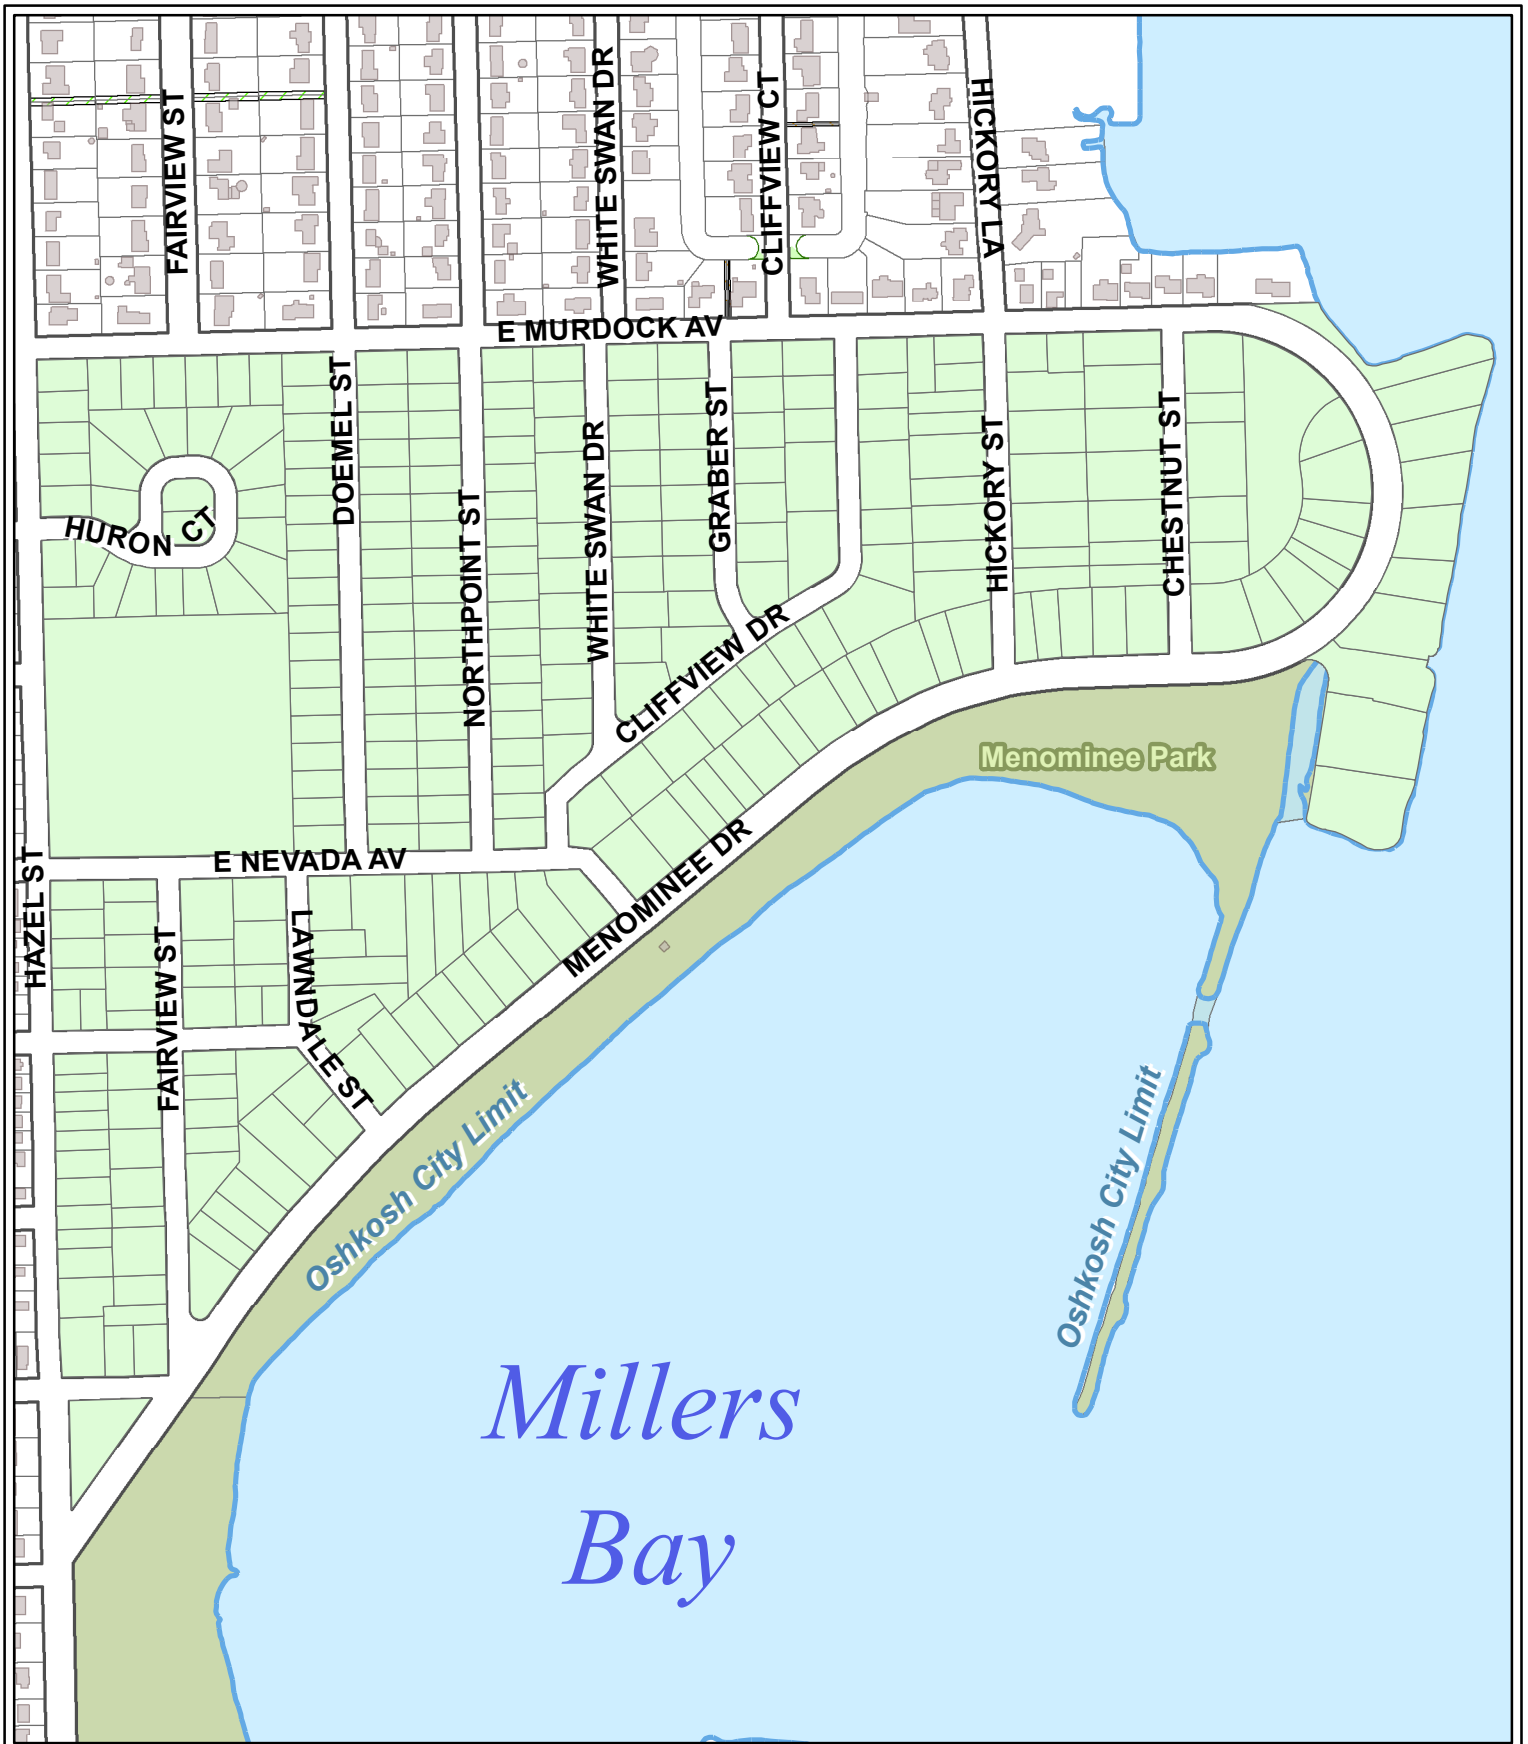 FAIRVIEW ST
WHITE SWAN DR
CLIFFVIEW CT
HICKORY LA
E MURDOCK AV
DOEMEL ST
NORTHPOINT ST
WHITE SWAN DR
GRABER ST
HICKORY ST
CHESTNUT ST
HURON CT
CLIFFVIEW DR
Menominee Park
MENOMINEE DR
E NEVADA AV
HAZEL ST
FAIRVIEW ST
LAWNDALE ST
Oshkosh City Limit
Oshkosh City Limit
Millers
Bay